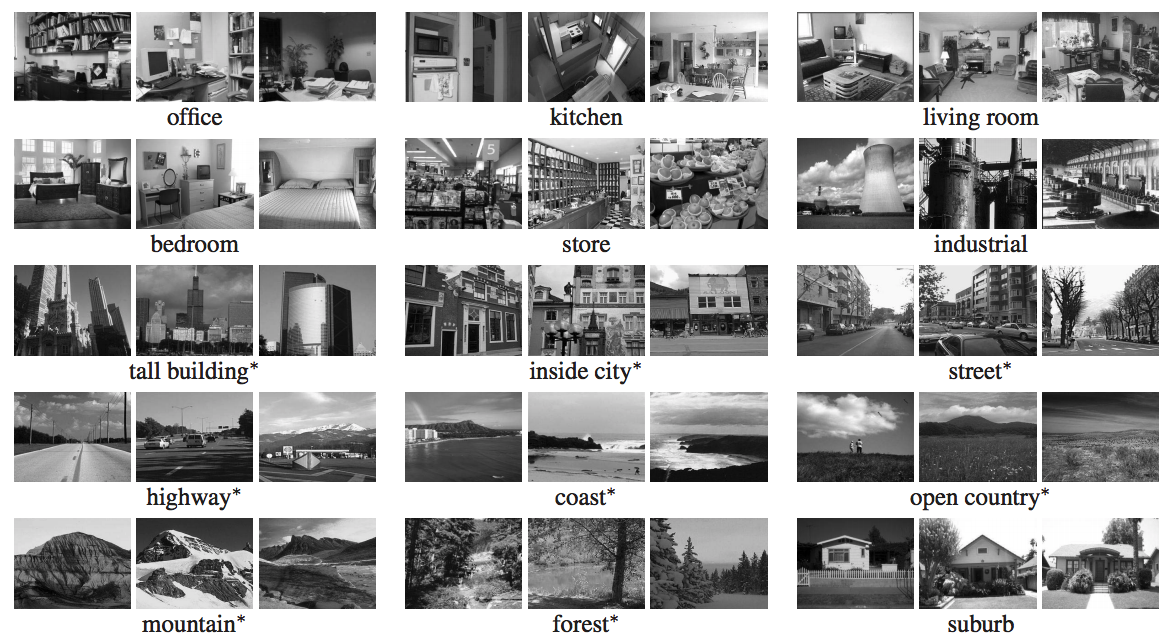 office
kitchen
living room
5
bedroom
store
industrial
tall building*
inside city*
street*
highway*
coast*
open country*
mountain*
forest*
suburb